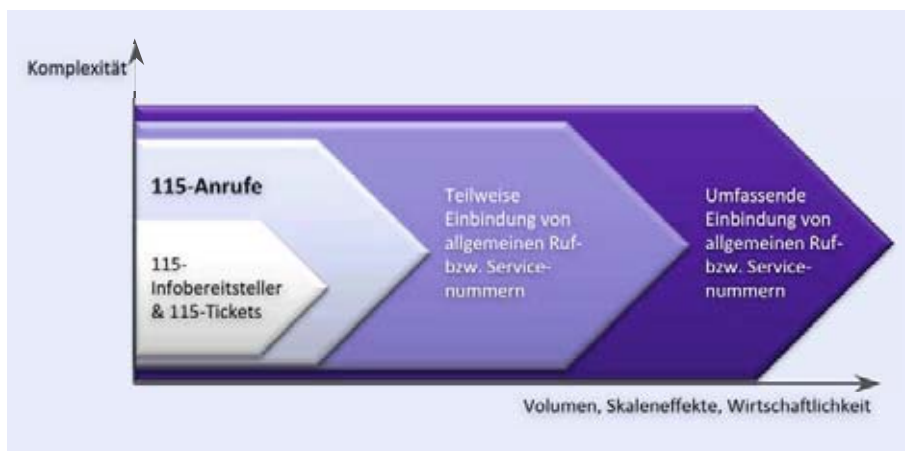 Komplexität
115-Anrufe
115-
Infobereitsteller
& 115-Tickets
Teilweise
Einbindung von
allgemeinen Ruf-
bzw. Service-
nummern
Umfassende
Einbindung von
allgemeinen Ruf-
bzw. Service-
nummern
Volumen, Skaleneffekte, Wirtschaftlichkeit